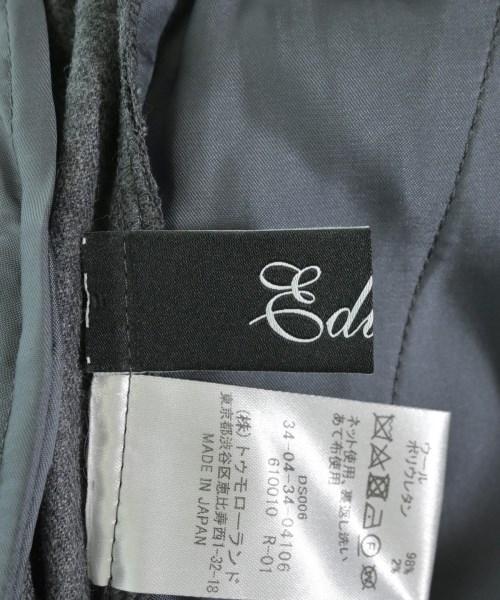 Edi
ウール 98%
ポリウレタン 2%
ネット使用、裏返し洗い
あて布使用
DS006
34-04-34-04106
610010 R-01
(株)トゥモローランド
東京都渋谷区恵比寿西1-32-18
MADE IN JAPAN